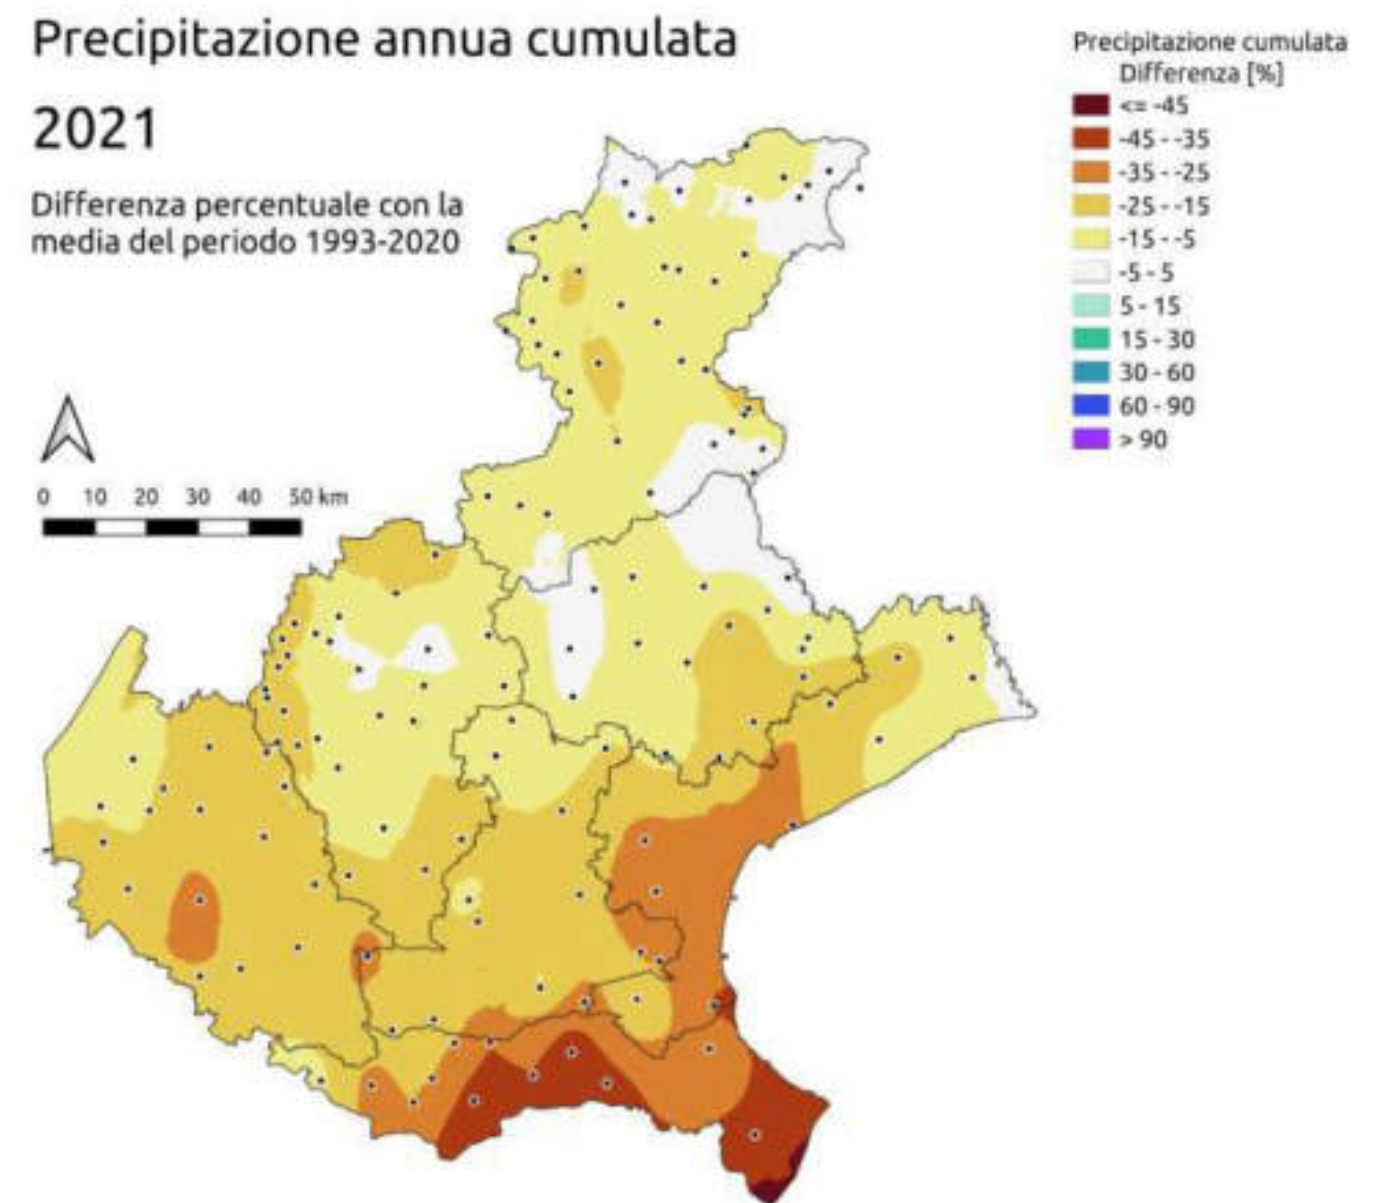 Precipitazione annua cumulata
2021
Differenza percentuale con la
media del periodo 1993-2020
0 10 20 30 40 50 km
Precipitazione cumulata
Differenza [%]
<= -45
-45 - -35
-35 - -25
-25 - -15
-15 - -5
-5 - 5
5 - 15
15 - 30
30 - 60
60 - 90
> 90